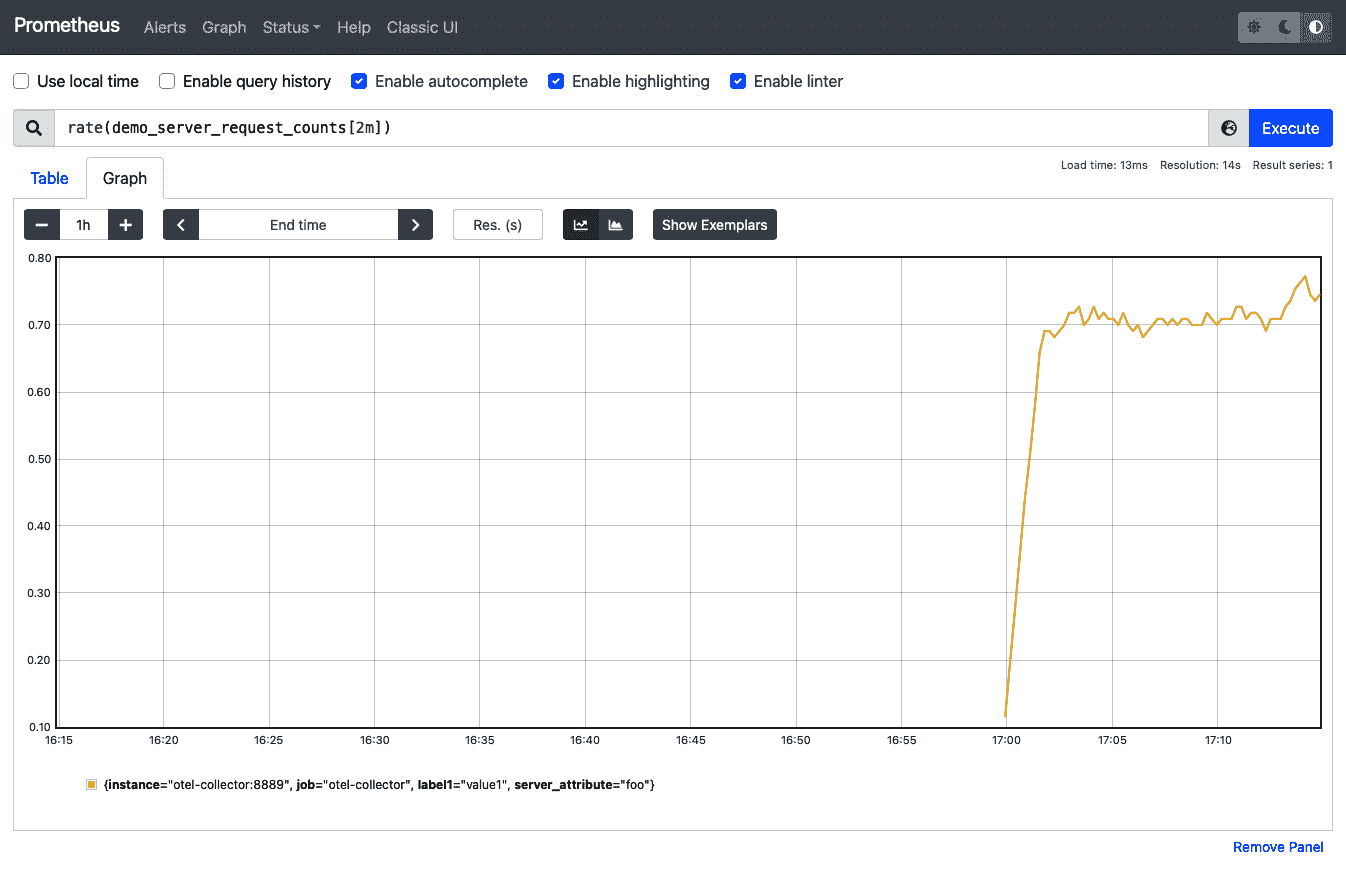 Prometheus Alerts Graph Status Help Classic UI
Use local time Enable query history Enable autocomplete Enable highlighting Enable linter
rate(demo_server_request_counts[2m]) Execute
Load time: 13ms Resolution: 14s Result series: 1
Table Graph
1h End time Res. (s) Show Exemplars
0.80
0.70
0.60
0.50
0.40
0.30
0.20
0.10
16:15 16:20 16:25 16:30 16:35 16:40 16:45 16:50 16:55 17:00 17:05 17:10
{instance="otel-collector:8889", job="otel-collector", label1="value1", server_attribute="foo"}
Remove Panel